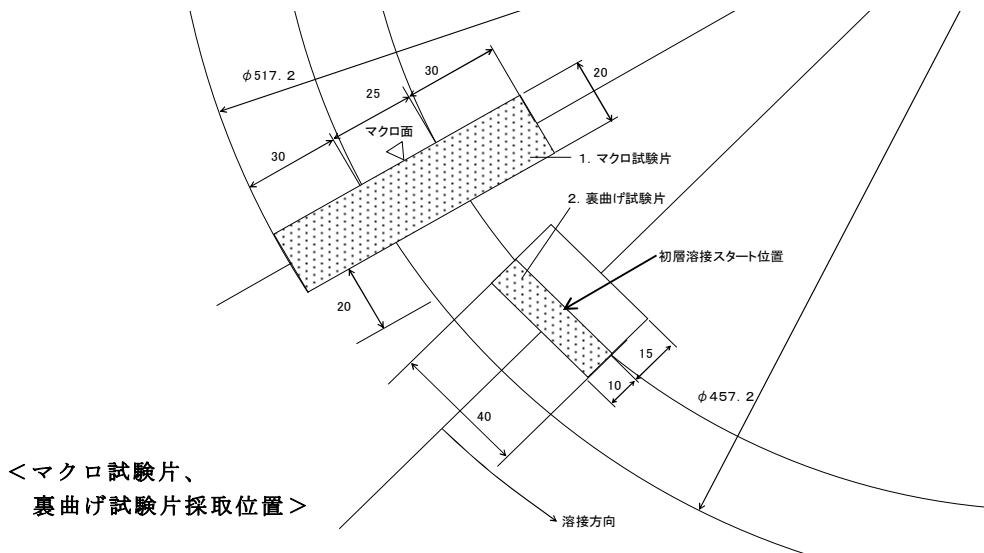 φ517.2
30
25
30
20
マクロ面
1. マクロ試験片
2. 裏曲げ試験片
初層溶接スタート位置
20
15
10
φ457.2
40
溶接方向
＜マクロ試験片、
裏曲げ試験片採取位置＞